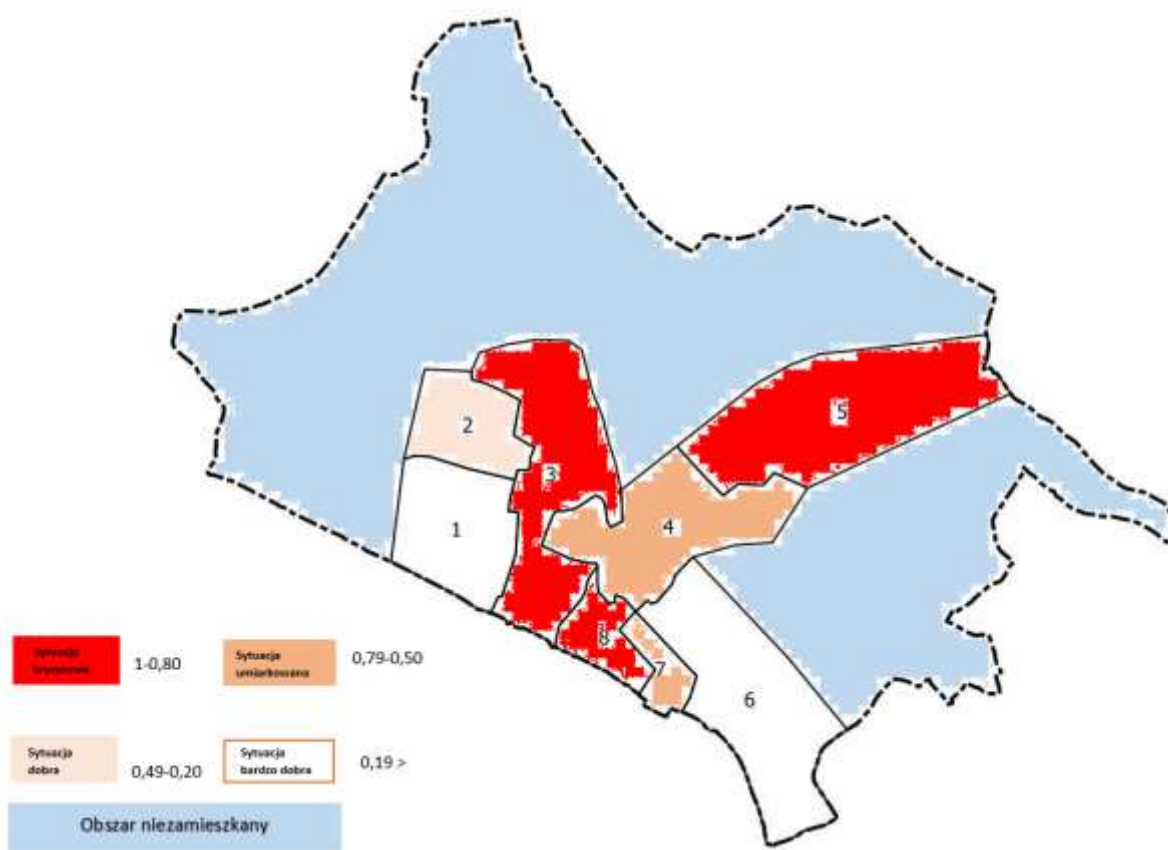 2
5
3
1
4
8
7
6
Sytuacja
1-0,80
Sytuacja
umiarkowana
0,79-0,50
Sytuacja
dobra
0,49-0,20
Sytuacja
bardzo dobra
0,19 >
Obszar niezamieszkany